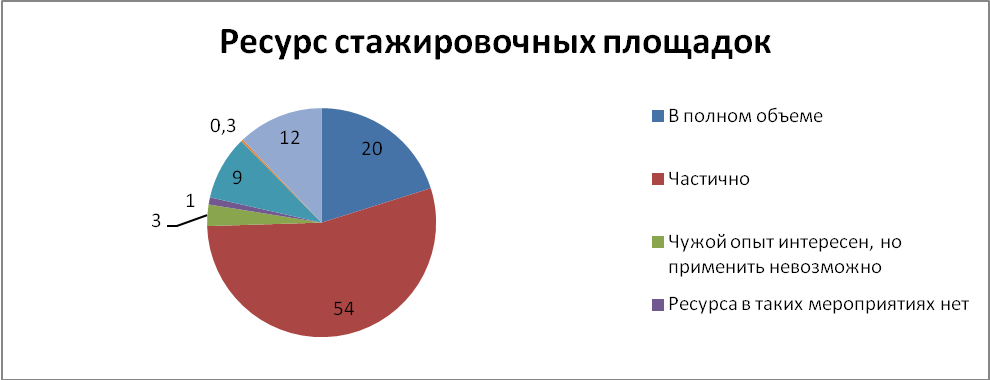 Ресурс стажировочных площадок
0,3
12
20
9
1
3
54
В полном объеме
Частично
Чужой опыт интересен, но
применить невозможно
Ресурса в таких мероприятиях нет